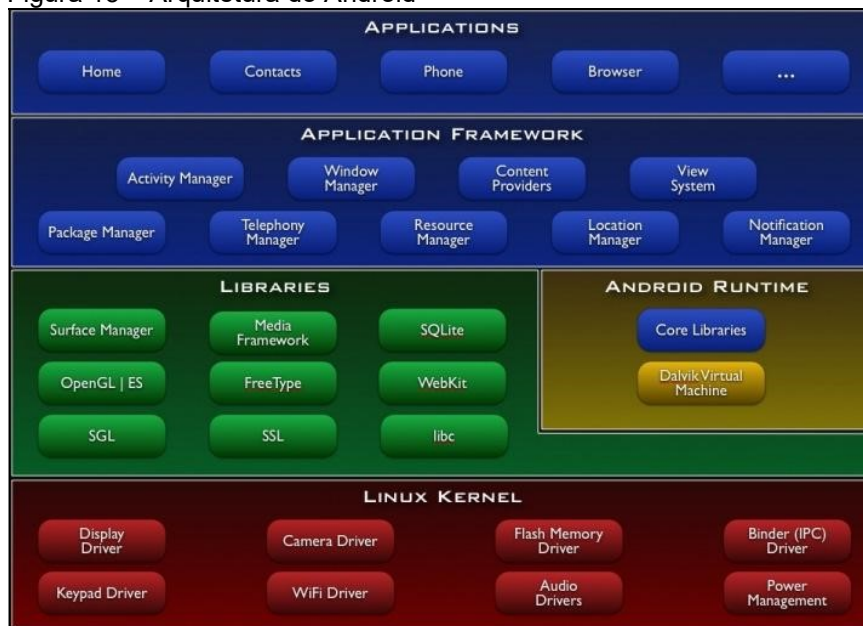 Figura – Arquitetura do Android
APPLICATIONS
Home
Contacts
Phone
Browser
...
APPLICATION FRAMEWORK
Activity Manager
Window
Manager
Content
Providers
View
System
Package Manager
Telephony
Manager
Resource
Manager
Location
Manager
Notification
Manager
LIBRARIES
Surface Manager
Media
Framework
SQLite
OpenGL | ES
FreeType
WebKit
SGL
SSL
libc
ANDROID RUNTIME
Core Libraries
Dalvik Virtual
Machine
LINUX KERNEL
Display
Driver
Camera Driver
Flash Memory
Driver
Binder (IPC)
Driver
Keypad Driver
WiFi Driver
Audio
Drivers
Power
Management